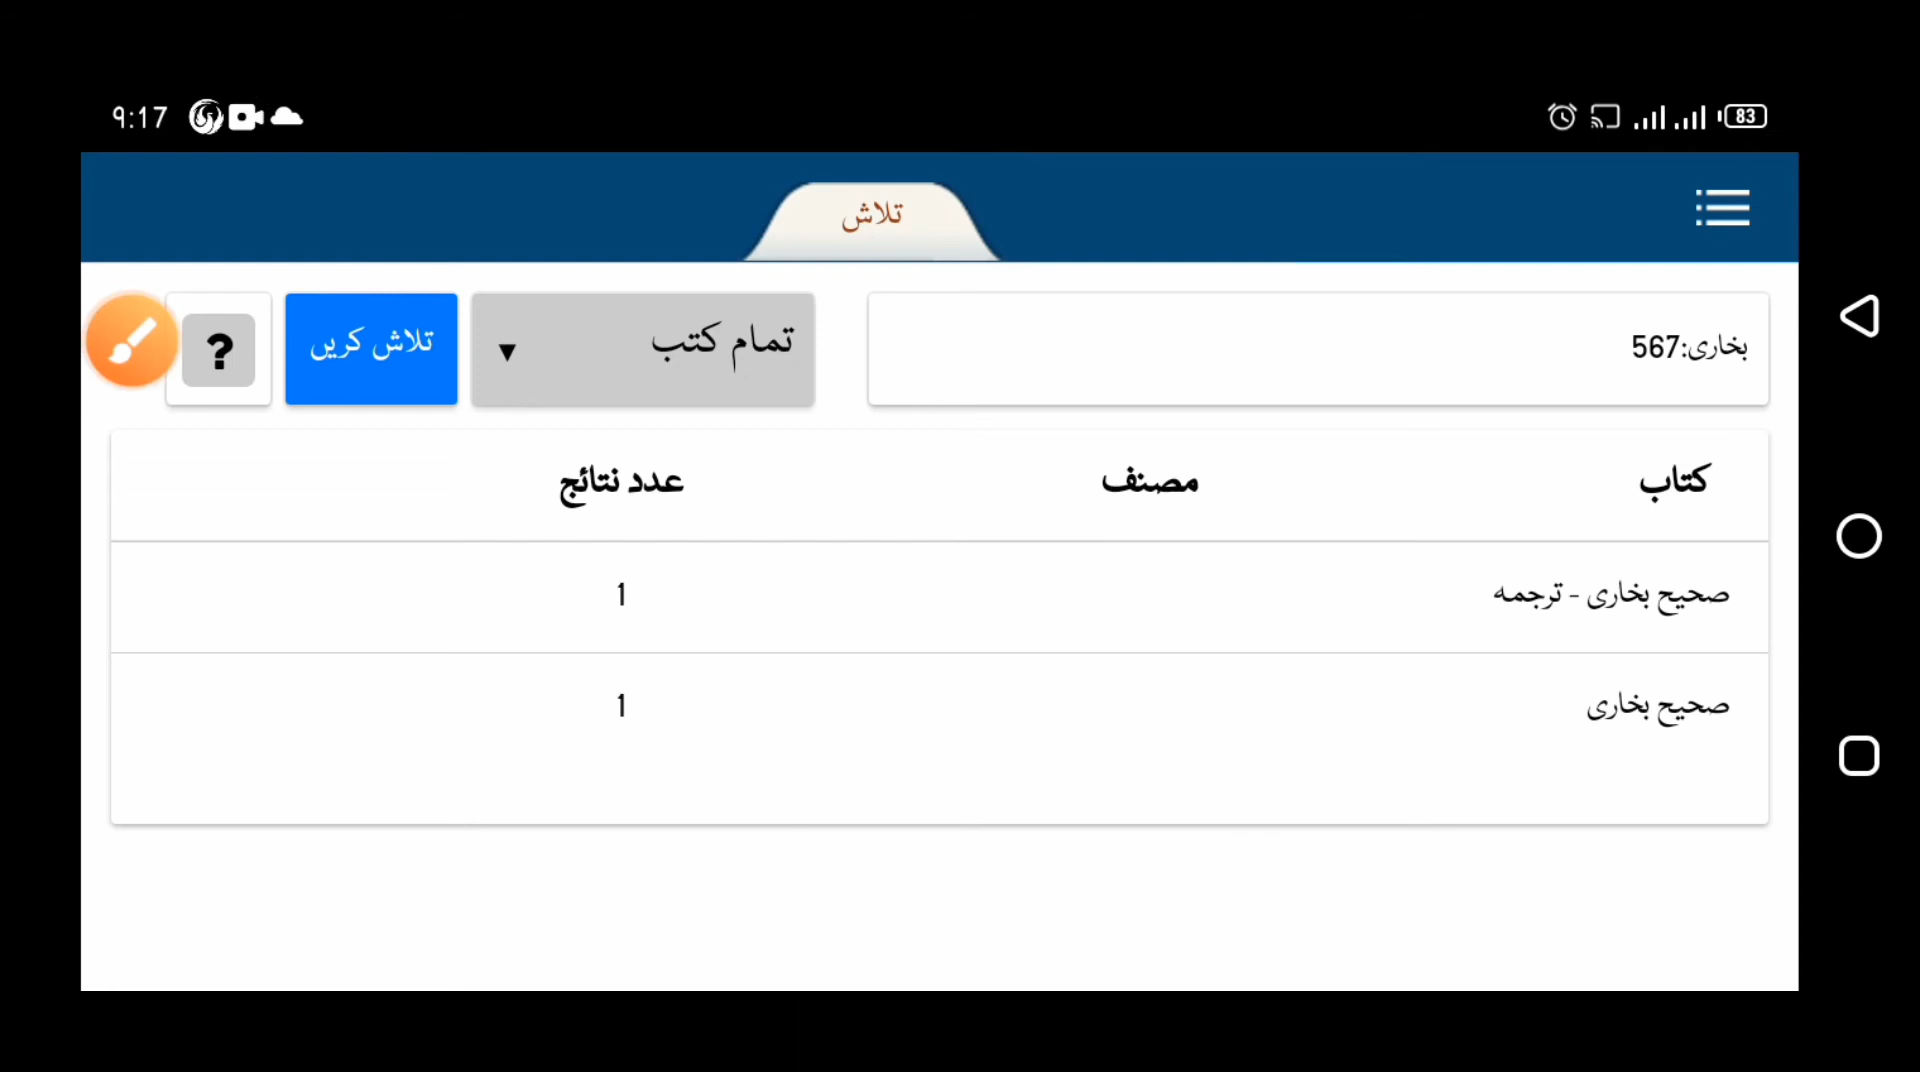 9:17
83
تلاش
بخاری:567
تمام کتب ▼
تلاش کریں
?
کتاب مصنف عدد نتائج
صحیح بخاری - ترجمہ 1
صحیح بخاری 1